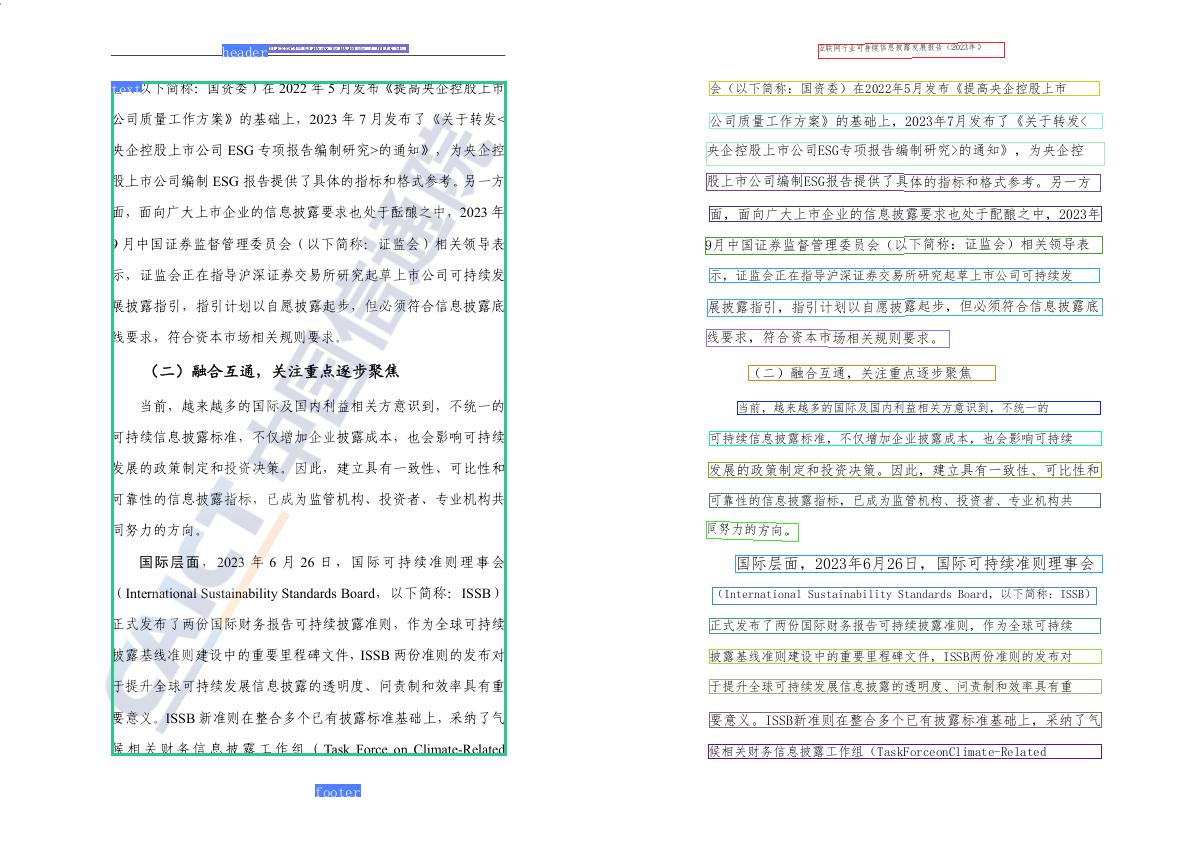 header
text
以下简称：国资委）在 2022 年 5 月发布《提高央企控股上市
公司质量工作方案》的基础上，2023 年 7 月发布了《关于转发<
央企控股上市公司 ESG 专项报告编制研究>的通知》，为央企控
股上市公司编制 ESG 报告提供了具体的指标和格式参考。另一方
面，面向广大上市企业的信息披露要求也处于酝酿之中，2023 年
9 月中国证券监督管理委员会（以下简称：证监会）相关领导表
示，证监会正在指导沪深证券交易所研究起草上市公司可持续发
展披露指引，指引计划以自愿披露起步，但必须符合信息披露底
线要求，符合资本市场相关规则要求。
（二）融合互通，关注重点逐步聚焦
当前，越来越多的国际及国内利益相关方意识到，不统一的
可持续信息披露标准，不仅增加企业披露成本，也会影响可持续
发展的政策制定和投资决策。因此，建立具有一致性、可比性和
可靠性的信息披露指标，已成为监管机构、投资者、专业机构共
同努力的方向。
国际层面，2023 年 6 月 26 日，国际可持续准则理事会
（International Sustainability Standards Board，以下简称：ISSB）
正式发布了两份国际财务报告可持续披露准则，作为全球可持续
披露基线准则建设中的重要里程碑文件，ISSB 两份准则的发布对
于提升全球可持续发展信息披露的透明度、问责制和效率具有重
要意义。ISSB 新准则在整合多个已有披露标准基础上，采纳了气
候相关财务信息披露工作组（Task Force on Climate-Related
CAICT 中国信通院
footer
互联网行业可持续信息披露发展报告（2023年）
会（以下简称：国资委）在2022年5月发布《提高央企控股上市
公司质量工作方案》的基础上，2023年7月发布了《关于转发<
央企控股上市公司ESG专项报告编制研究>的通知》，为央企控
股上市公司编制ESG报告提供了具体的指标和格式参考。另一方
面，面向广大上市企业的信息披露要求也处于配酿之中，2023年
9月中国证券监督管理委员会（以下简称：证监会）相关领导表
示，证监会正在指导沪深证券交易所研究起草上市公司可持续发
展披露指引，指引计划以自愿披露起步，但必须符合信息披露底
线要求，符合资本市场相关规则要求。
（二）融合互通，关注重点逐步聚焦
当前，越来越多的国际及国内利益相关方意识到，不统一的
可持续信息披露标准，不仅增加企业披露成本，也会影响可持续
发展的政策制定和投资决策。因此，建立具有一致性、可比性和
可靠性的信息披露指标，已成为监管机构、投资者、专业机构共
同努力的方向。
国际层面，2023年6月26日，国际可持续准则理事会
（International Sustainability Standards Board，以下简称：ISSB）
正式发布了两份国际财务报告可持续披露准则，作为全球可持续
披露基线准则建设中的重要里程碑文件，ISSB两份准则的发布对
于提升全球可持续发展信息披露的透明度、问责制和效率具有重
要意义。ISSB新准则在整合多个已有披露标准基础上，采纳了气
候相关财务信息披露工作组（TaskForceonClimate-Related